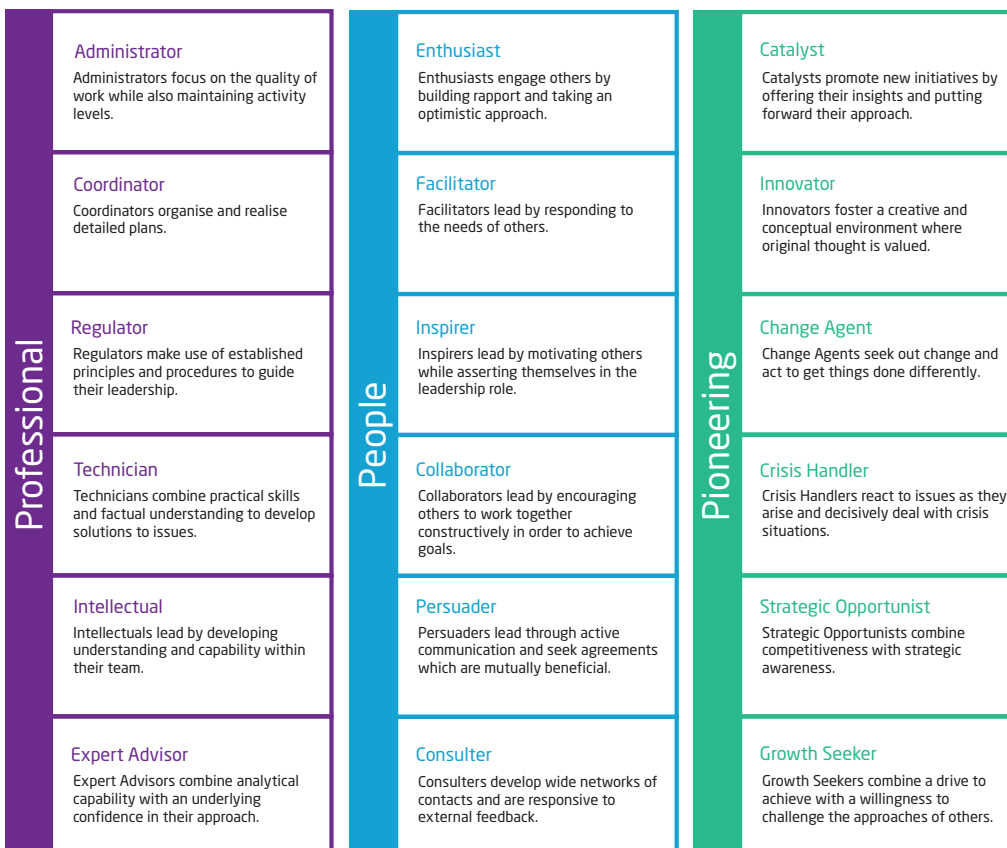 Professional
Administrator
Administrators focus on the quality of
work while also maintaining activity
levels.
Coordinator
Coordinators organise and realise
detailed plans.
Regulator
Regulators make use of established
principles and procedures to guide
their leadership.
Technician
Technicians combine practical skills
and factual understanding to develop
solutions to issues.
Intellectual
Intellectuals lead by developing
understanding and capability within
their team.
Expert Advisor
Expert Advisors combine analytical
capability with an underlying
confidence in their approach.
People
Enthusiast
Enthusiasts engage others by
building rapport and taking an
optimistic approach.
Facilitator
Facilitators lead by responding to
the needs of others.
Inspirer
Inspirers lead by motivating others
while asserting themselves in the
leadership role.
Collaborator
Collaborators lead by encouraging
others to work together
constructively in order to achieve
goals.
Persuader
Persuaders lead through active
communication and seek agreements
which are mutually beneficial.
Consulter
Consulters develop wide networks of
contacts and are responsive to
external feedback.
Pioneering
Catalyst
Catalysts promote new initiatives by
offering their insights and putting
forward their approach.
Innovator
Innovators foster a creative and
conceptual environment where
original thought is valued.
Change Agent
Change Agents seek out change and
act to get things done differently.
Crisis Handler
Crisis Handlers react to issues as they
arise and decisively deal with crisis
situations.
Strategic Opportunist
Strategic Opportunists combine
competitiveness with strategic
awareness.
Growth Seeker
Growth Seekers combine a drive to
achieve with a willingness to
challenge the approaches of others.